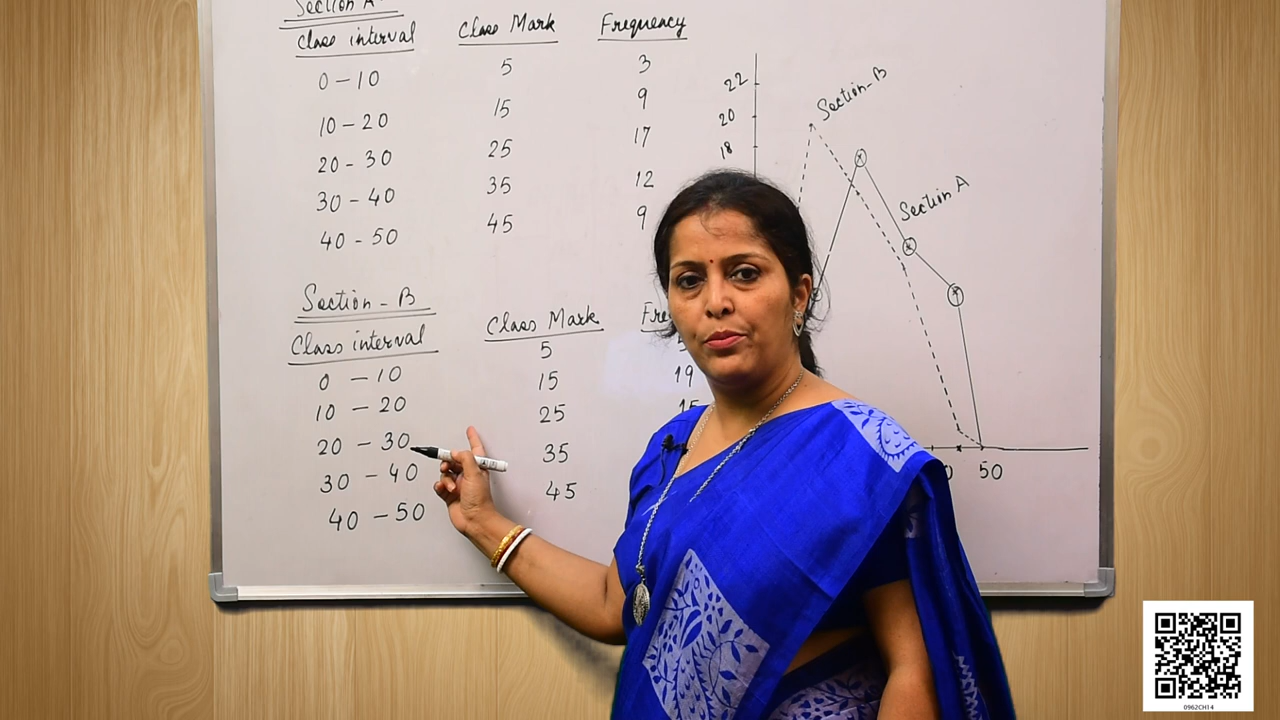 Section A
Class interval Class Mark Frequency
0-10 5 3
10-20 15 9
20-30 25 17
30-40 35 12
40-50 45 9
Section-B
Class interval Class Mark
0-10 5
10-20 15 19
20-30 25 15
30-40 35
40-50 45
22
20
18
Section-B
Section A
50
0962CH14